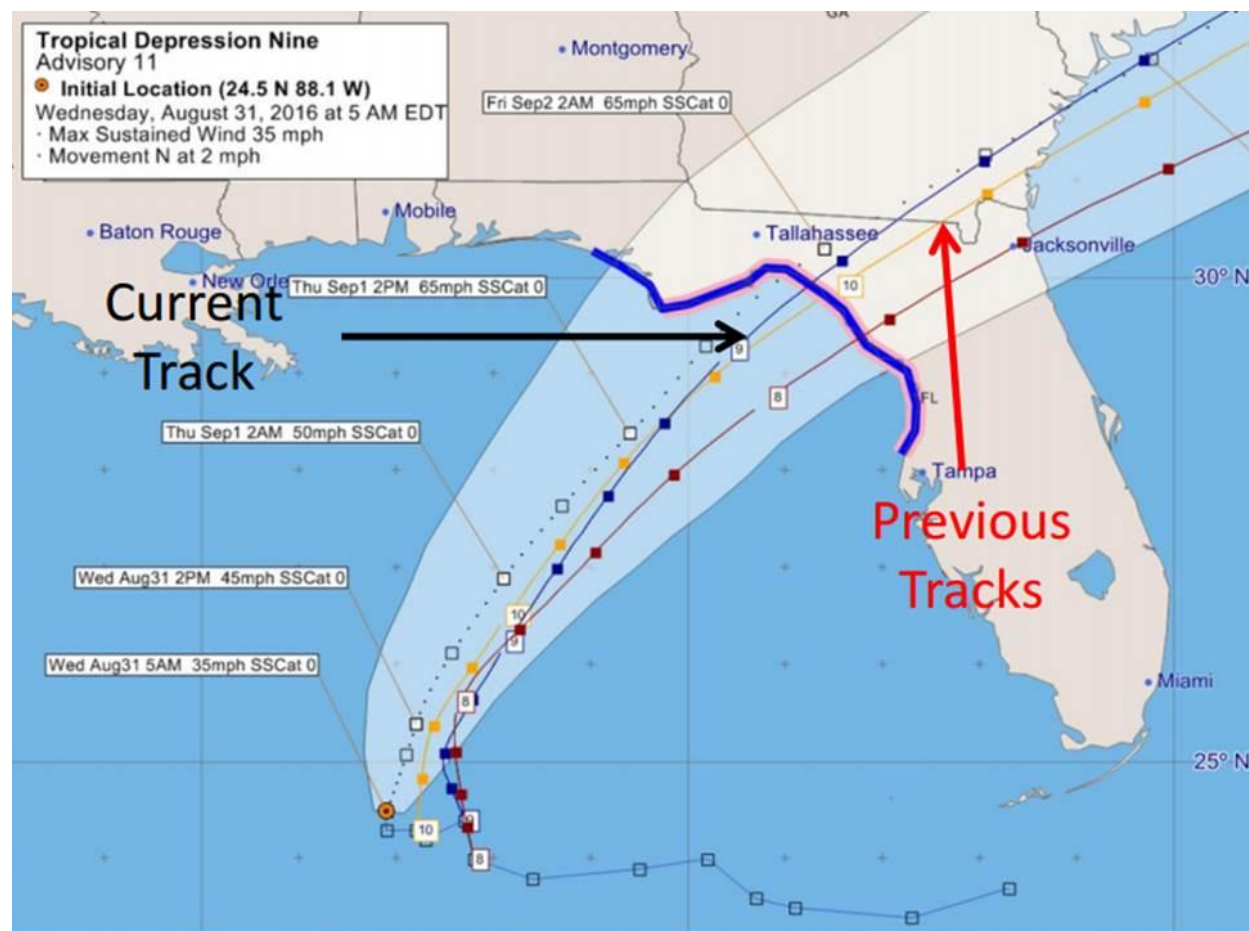 Tropical Depression Nine
Advisory 11
Initial Location (24.5 N 88.1 W)
Wednesday, August 31, 2016 at 5 AM EDT
· Max Sustained Wind 35 mph
· Movement N at 2 mph
GA
Montgomery
Fri Sep2 2AM 65mph SSCat 0
Mobile
Baton Rouge
Tallahassee
Jacksonville
New Orle
30° N
Thu Sep1 2PM 65mph SSCat 0
10
Current
Track
9
8
FL
Thu Sep1 2AM 50mph SSCat 0
Tampa
Previous
Tracks
Wed Aug31 2PM 45mph SSCat 0
10
9
Wed Aug31 5AM 35mph SSCat 0
Miami
8
25° N
9
10
8